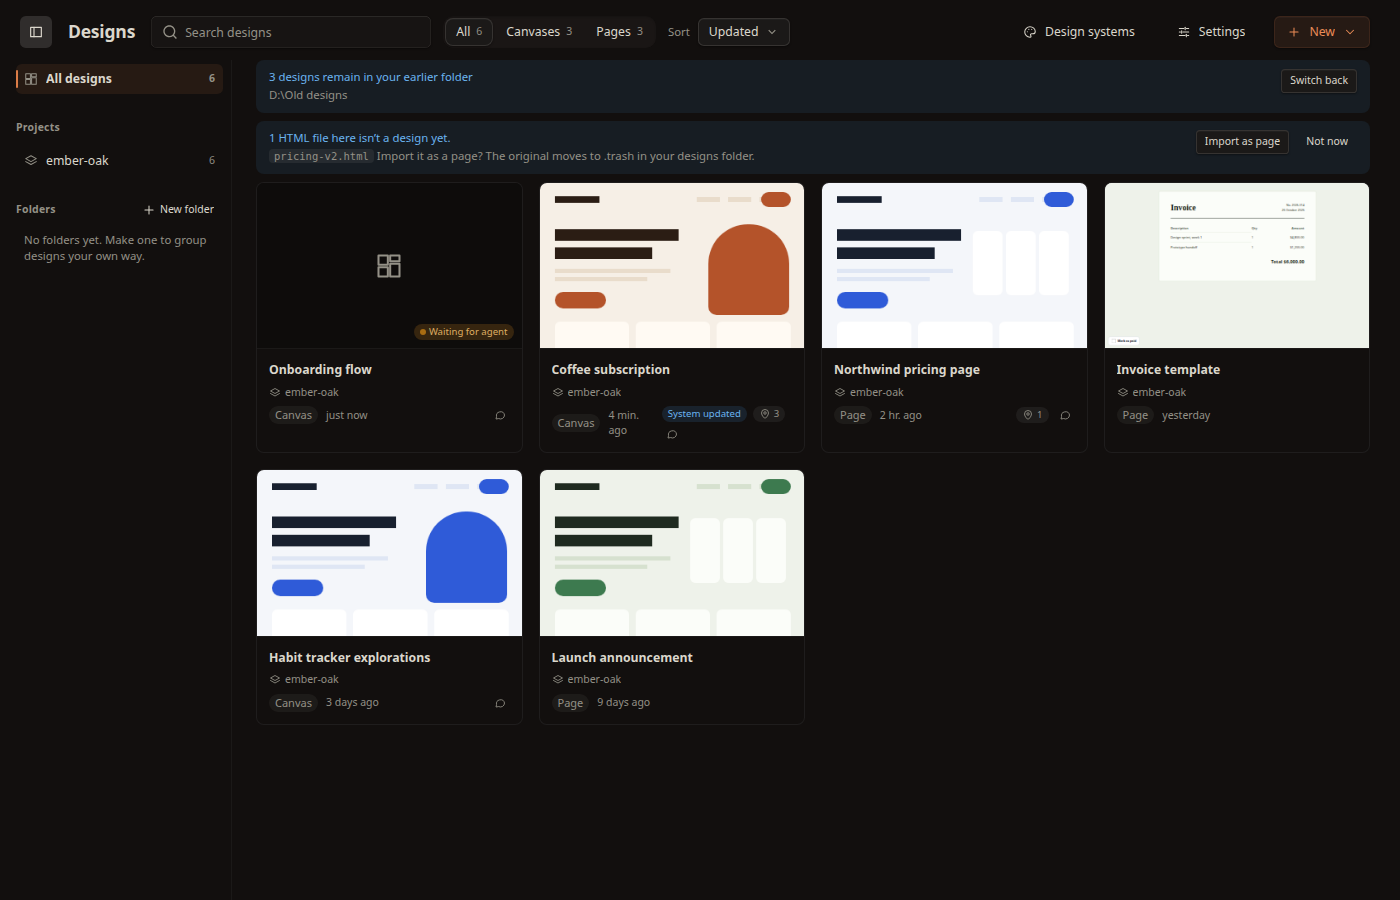 Designs
Search designs
All 6
Canvases 3
Pages 3
Sort
Updated
Design systems
Settings
New
All designs 6
Projects
ember-oak 6
Folders
New folder
No folders yet. Make one to group
designs your own way.
3 designs remain in your earlier folder
D:\Old designs
Switch back
1 HTML file here isn't a design yet.
pricing-v2.html Import it as a page? The original moves to .trash in your designs folder.
Import as page
Not now
Waiting for agent
Onboarding flow
ember-oak
Canvas just now
Coffee subscription
ember-oak
Canvas 4 min. ago
System updated 3
Northwind pricing page
ember-oak
Page 2 hr. ago 1
Invoice
Description Qty Amount
Invoice template
ember-oak
Page yesterday
Habit tracker explorations
ember-oak
Canvas 3 days ago
Launch announcement
ember-oak
Page 9 days ago